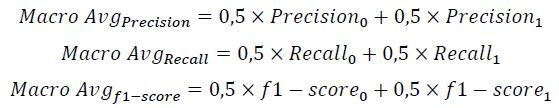 Macro Avg_Precision = 0,5 × Precision_0 + 0,5 × Precision_1
Macro Avg_Recall = 0,5 × Recall_0 + 0,5 × Recall_1
Macro Avg_f1−score = 0,5 × f1 − score_0 + 0,5 × f1 − score_1